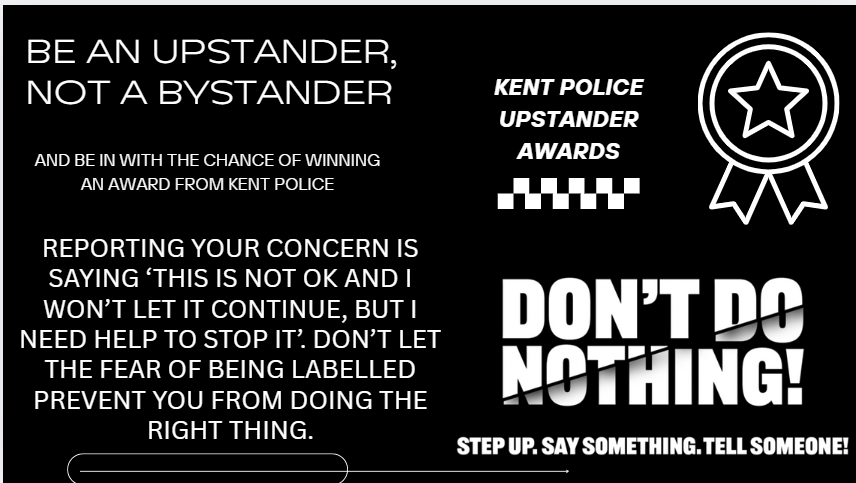 BE AN UPSTANDER,
NOT A BYSTANDER
AND BE IN WITH THE CHANCE OF WINNING
AN AWARD FROM KENT POLICE
REPORTING YOUR CONCERN IS
SAYING ‘THIS IS NOT OK AND I
WON’T LET IT CONTINUE, BUT I
NEED HELP TO STOP IT’. DON’T LET
THE FEAR OF BEING LABELLED
PREVENT YOU FROM DOING THE
RIGHT THING.
KENT POLICE
UPSTANDER
AWARDS
DON’T DO
NOTHING!
STEP UP. SAY SOMETHING. TELL SOMEONE!